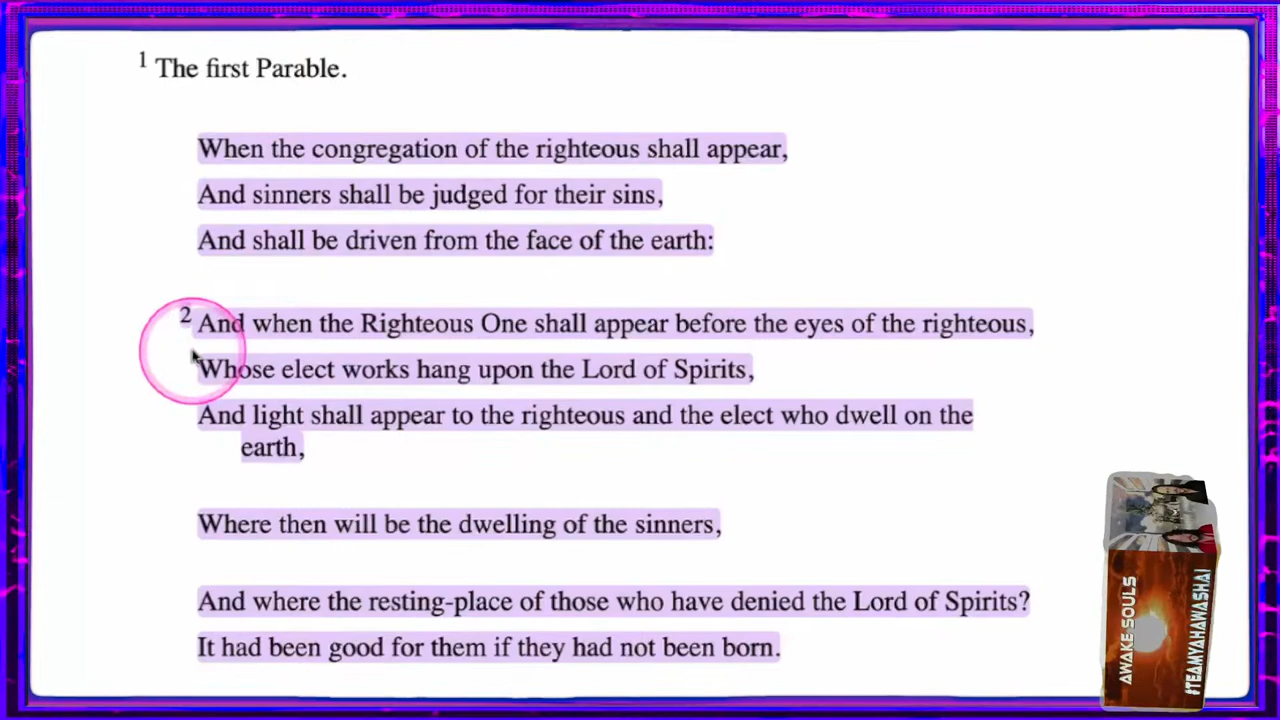 1 The first Parable.
When the congregation of the righteous shall appear,
And sinners shall be judged for their sins,
And shall be driven from the face of the earth:
2 And when the Righteous One shall appear before the eyes of the righteous,
Whose elect works hang upon the Lord of Spirits,
And light shall appear to the righteous and the elect who dwell on the
earth,
Where then will be the dwelling of the sinners,
And where the resting-place of those who have denied the Lord of Spirits?
It had been good for them if they had not been born.
AWAKE SOULS
#TEAMYAHAWASHAI